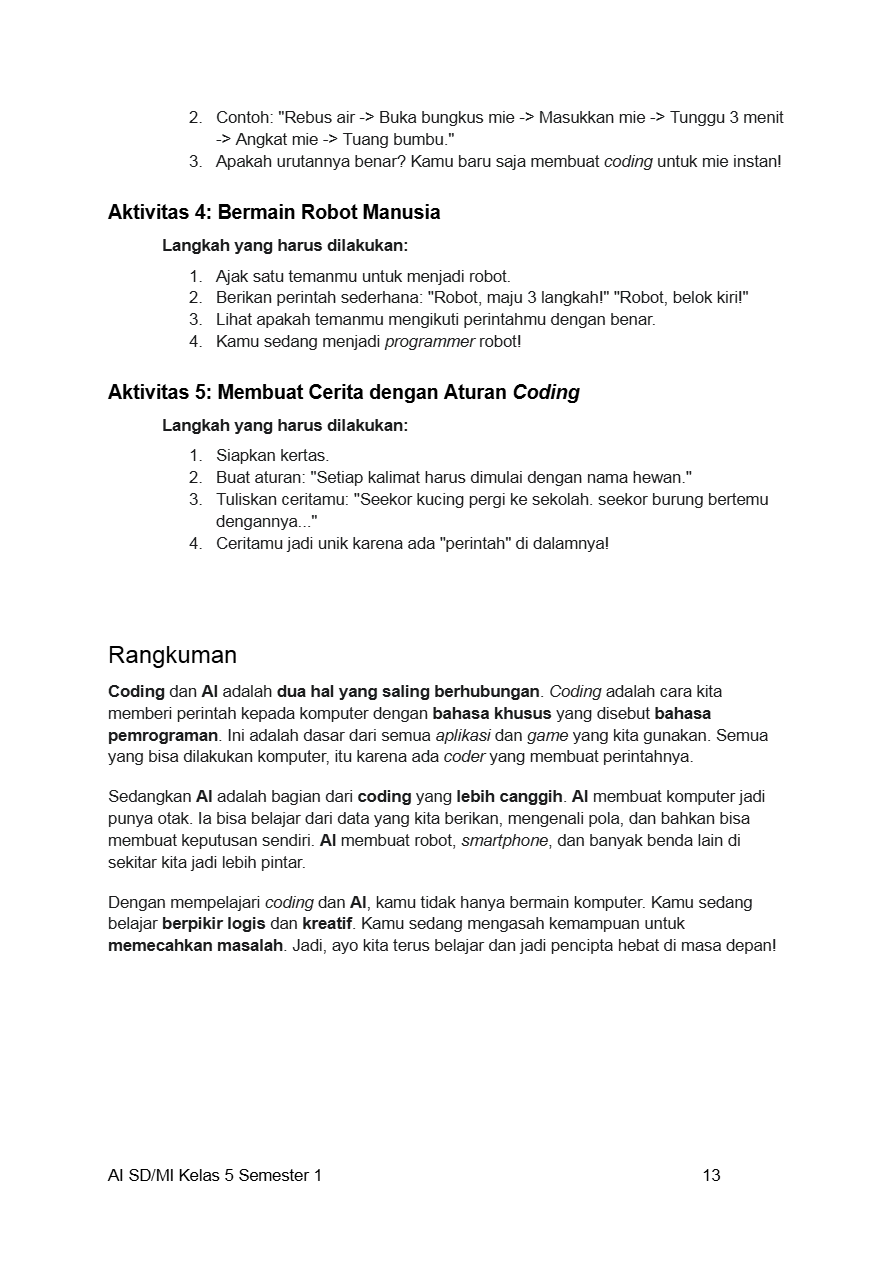 2. Contoh: "Rebus air -> Buka bungkus mie -> Masukkan mie -> Tunggu 3 menit
-> Angkat mie -> Tuang bumbu."
3. Apakah urutannya benar? Kamu baru saja membuat coding untuk mie instan!
Aktivitas 4: Bermain Robot Manusia
Langkah yang harus dilakukan:
1. Ajak satu temanmu untuk menjadi robot.
2. Berikan perintah sederhana: "Robot, maju 3 langkah!" "Robot, belok kiri!"
3. Lihat apakah temanmu mengikuti perintahmu dengan benar.
4. Kamu sedang menjadi programmer robot!
Aktivitas 5: Membuat Cerita dengan Aturan Coding
Langkah yang harus dilakukan:
1. Siapkan kertas.
2. Buat aturan: "Setiap kalimat harus dimulai dengan nama hewan."
3. Tuliskan ceritamu: "Seekor kucing pergi ke sekolah. seekor burung bertemu
dengannya..."
4. Ceritamu jadi unik karena ada "perintah" di dalamnya!
Rangkuman
Coding dan AI adalah dua hal yang saling berhubungan. Coding adalah cara kita
memberi perintah kepada komputer dengan bahasa khusus yang disebut bahasa
pemrograman. Ini adalah dasar dari semua aplikasi dan game yang kita gunakan. Semua
yang bisa dilakukan komputer, itu karena ada coder yang membuat perintahnya.
Sedangkan AI adalah bagian dari coding yang lebih canggih. AI membuat komputer jadi
punya otak. Ia bisa belajar dari data yang kita berikan, mengenali pola, dan bahkan bisa
membuat keputusan sendiri. AI membuat robot, smartphone, dan banyak benda lain di
sekitar kita jadi lebih pintar.
Dengan mempelajari coding dan AI, kamu tidak hanya bermain komputer. Kamu sedang
belajar berpikir logis dan kreatif. Kamu sedang mengasah kemampuan untuk
memecahkan masalah. Jadi, ayo kita terus belajar dan jadi pencipta hebat di masa depan!
AI SD/MI Kelas 5 Semester 1 13